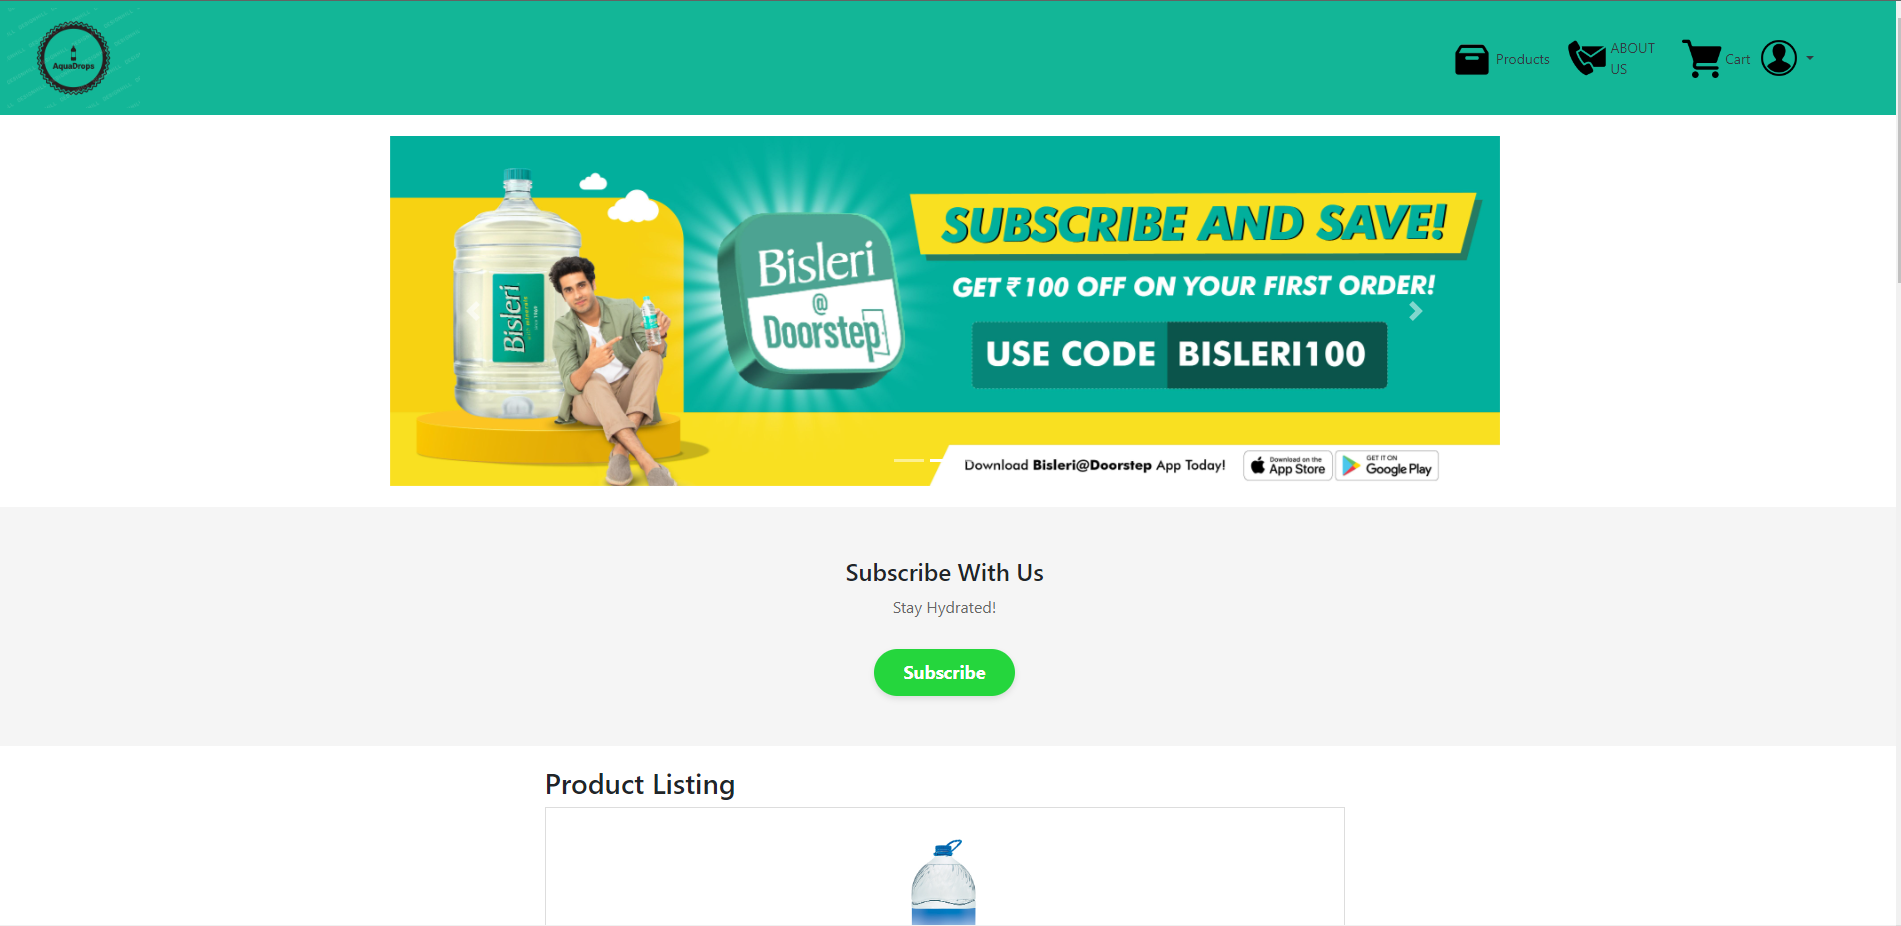 AquaDrops
Products
ABOUT
US
Cart
Bisleri
Bisleri
@
Doorstep
SUBSCRIBE AND SAVE!
GET ₹100 OFF ON YOUR FIRST ORDER!
USE CODE BISLERI100
Download Bisleri@Doorstep App Today!
Download on the
App Store
GET IT ON
Google Play
Subscribe With Us
Stay Hydrated!
Subscribe
Product Listing